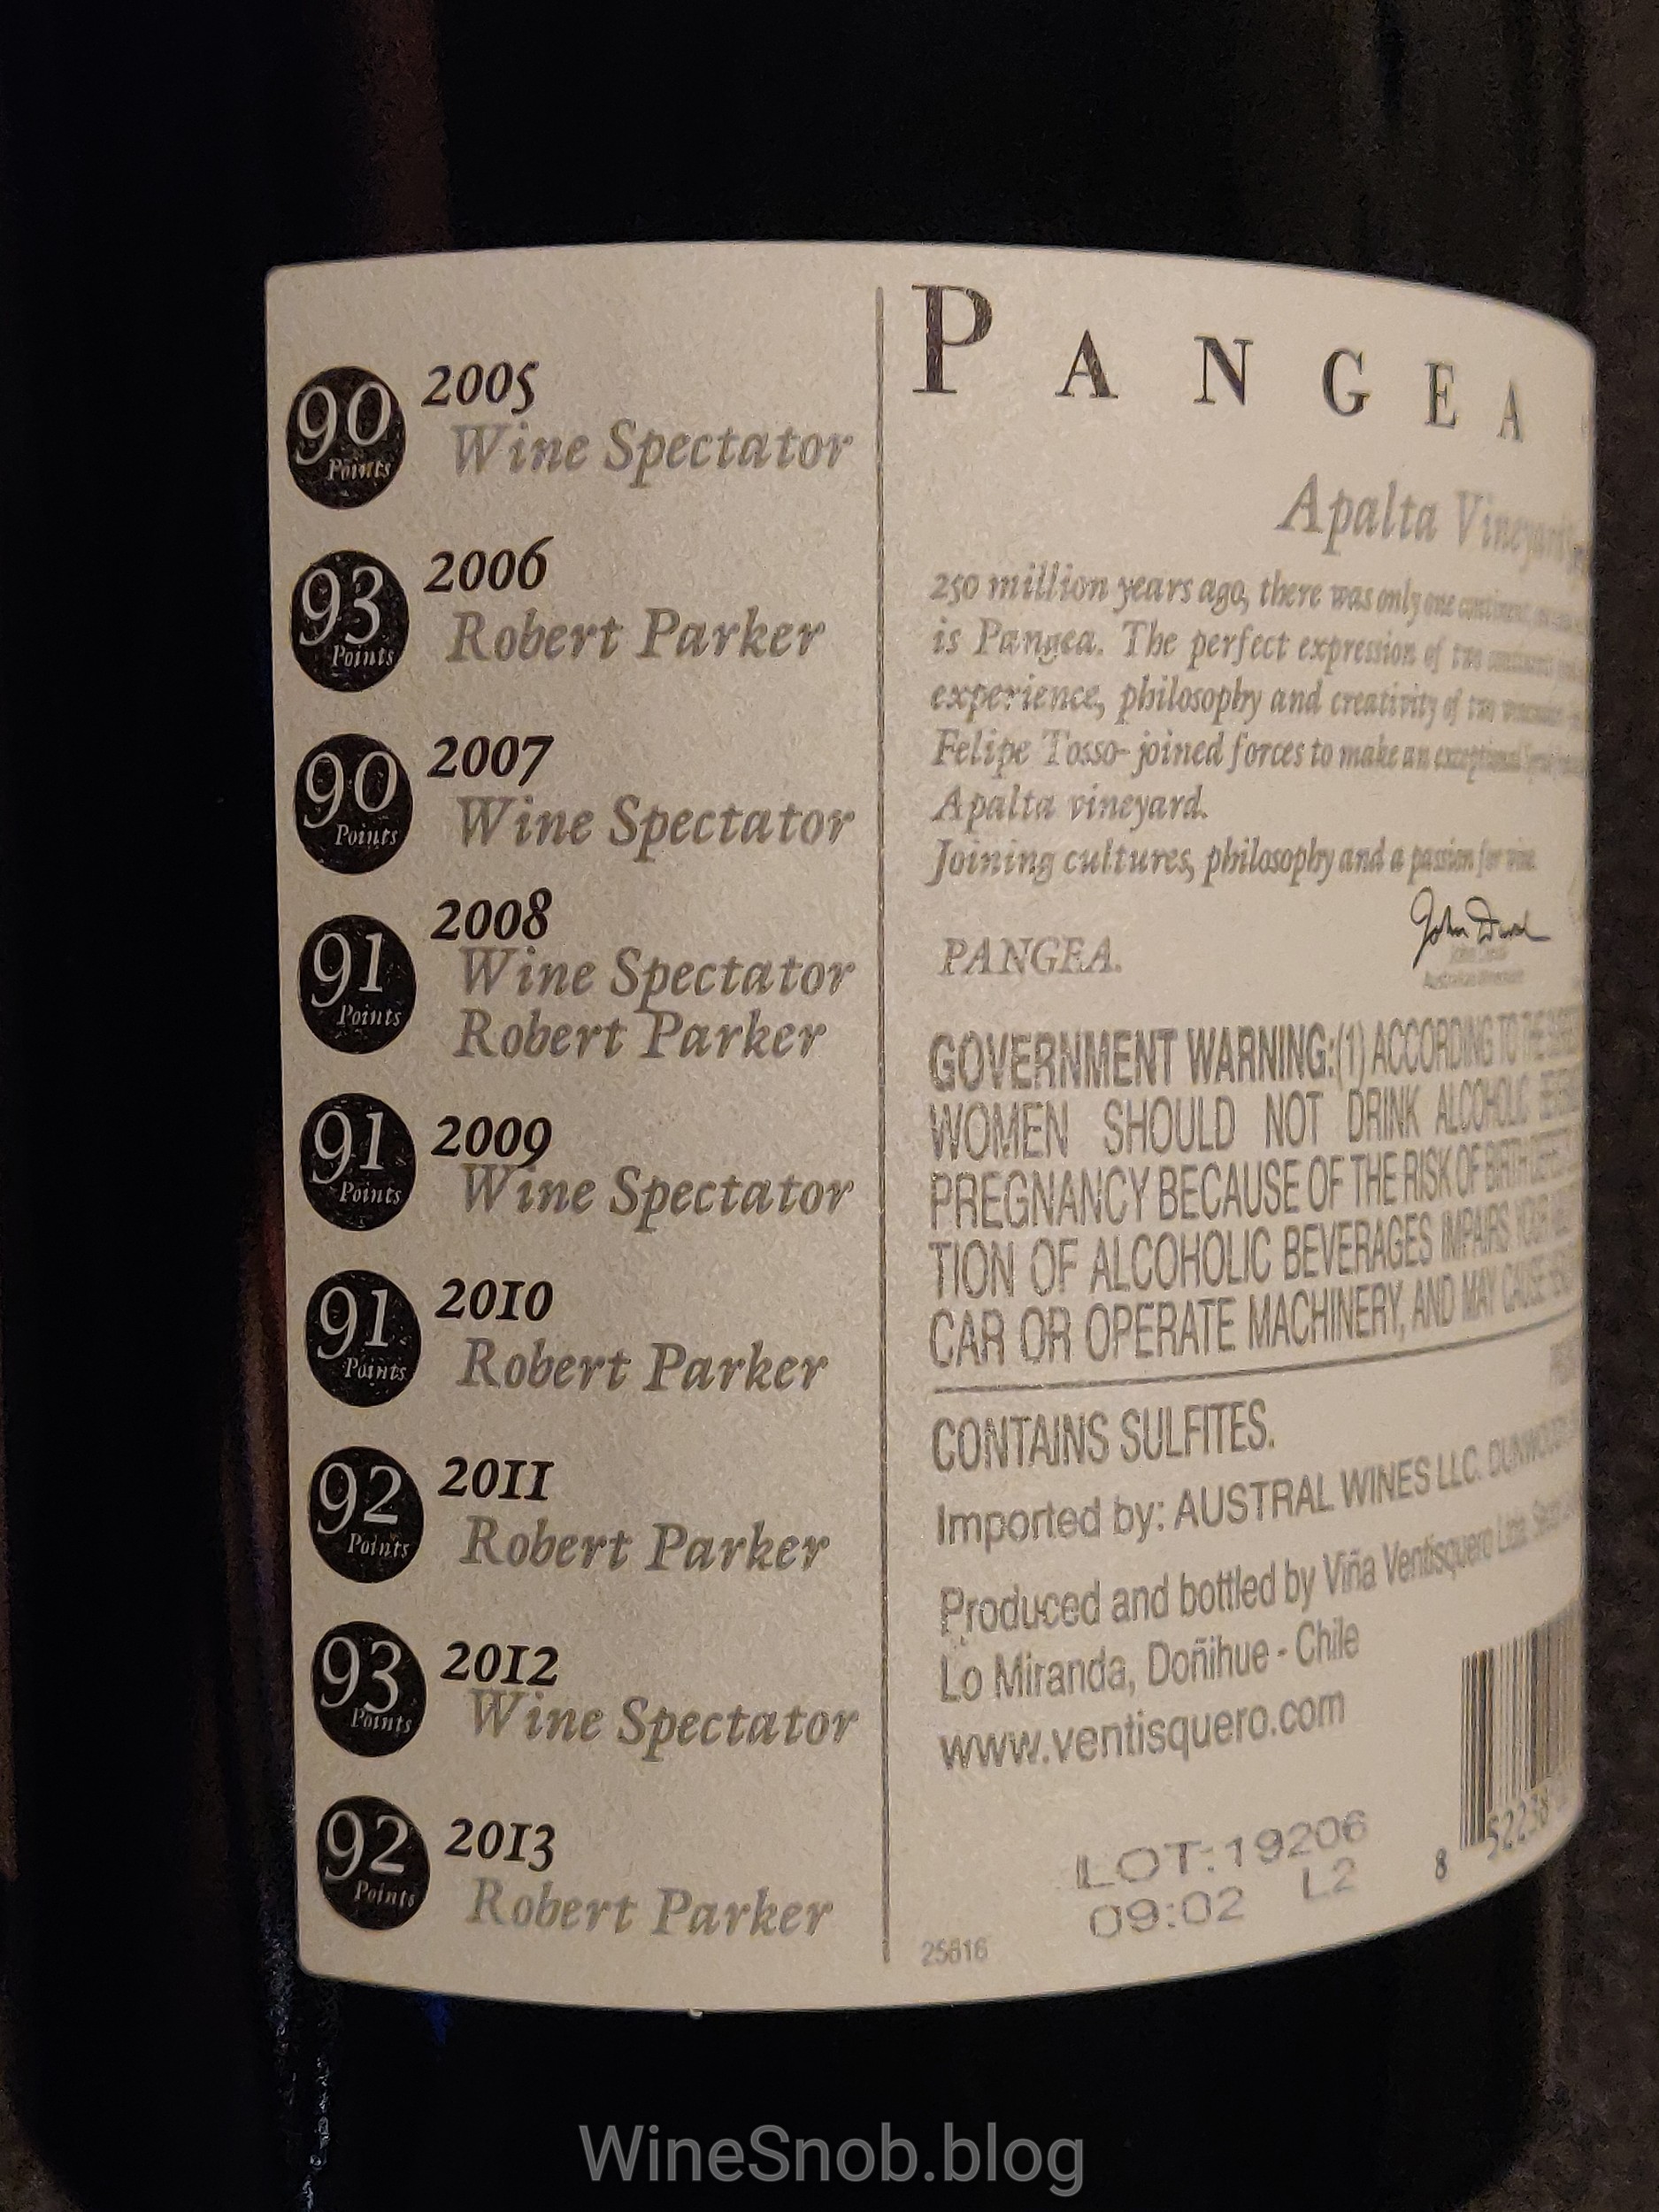 90
Points
2005
Wine Spectator
93
Points
2006
Robert Parker
90
Points
2007
Wine Spectator
91
Points
2008
Wine Spectator
Robert Parker
91
Points
2009
Wine Spectator
91
Points
2010
Robert Parker
92
Points
2011
Robert Parker
93
Points
2012
Wine Spectator
92
Points
2013
Robert Parker
PANGEA
Apalta Vineyard
250 million years ago, there was only one continent,
is Pangea. The perfect expression of two
experience, philosophy and creativity of two
Felipe Tosso- joined forces to make an exceptional
Apalta vineyard.
Joining cultures, philosophy and a passion for wine
PANGEA.
GOVERNMENT WARNING:(1) ACCORDING TO THE
WOMEN SHOULD NOT DRINK ALCOHOLIC
PREGNANCY BECAUSE OF THE RISK OF BIRTH
TION OF ALCOHOLIC BEVERAGES IMPAIRS YOUR
CAR OR OPERATE MACHINERY, AND MAY CAUSE
CONTAINS SULFITES.
Imported by: AUSTRAL WINES LLC.
Produced and bottled by Viña Ventisquero Ltda.
Lo Miranda, Doñihue - Chile
www.ventisquero.com
LOT:19206
09:02 L2
25616
8 52238
WineSnob.blog